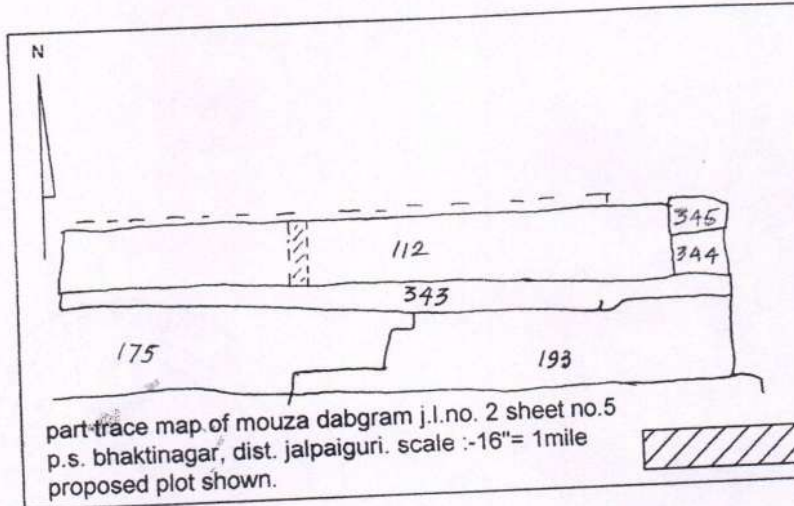 N
345
112
344
343
175
193
part trace map of mouza dabgram j.l.no. 2 sheet no.5
p.s. bhaktinagar, dist. jalpaiguri. scale :-16"= 1mile
proposed plot shown.